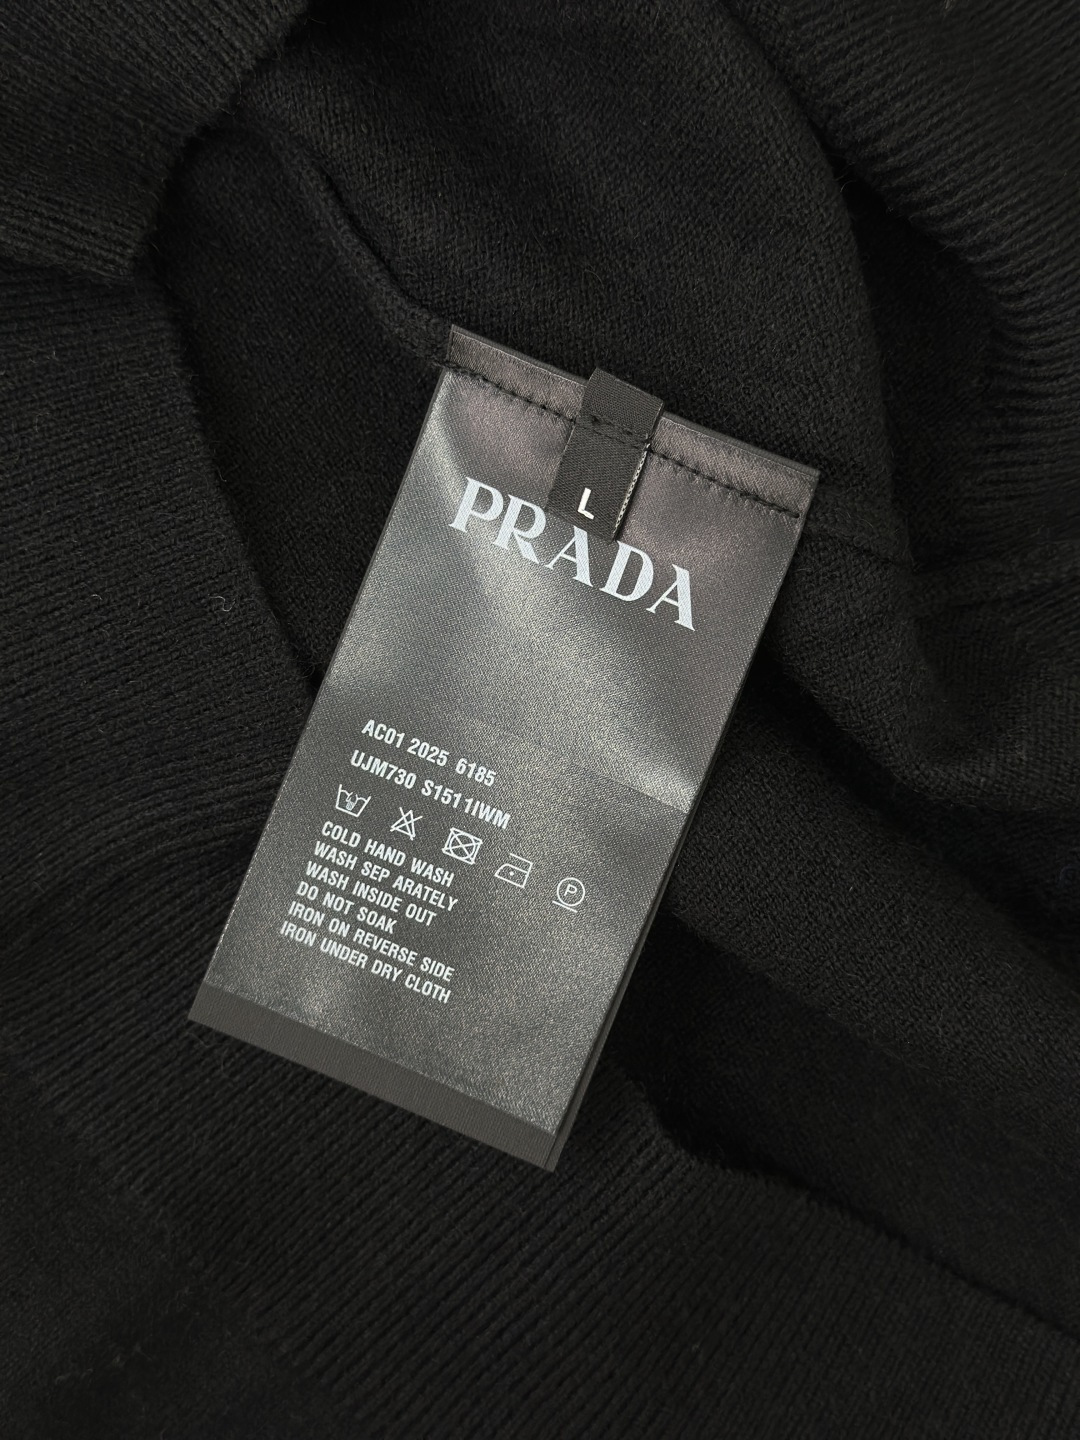 L
PRADA
AC01 2025 6185
UJM730 S1511IWM
P
COLD HAND WASH
WASH SEP ARATELY
WASH INSIDE OUT
DO NOT SOAK
IRON ON REVERSE SIDE
IRON UNDER DRY CLOTH